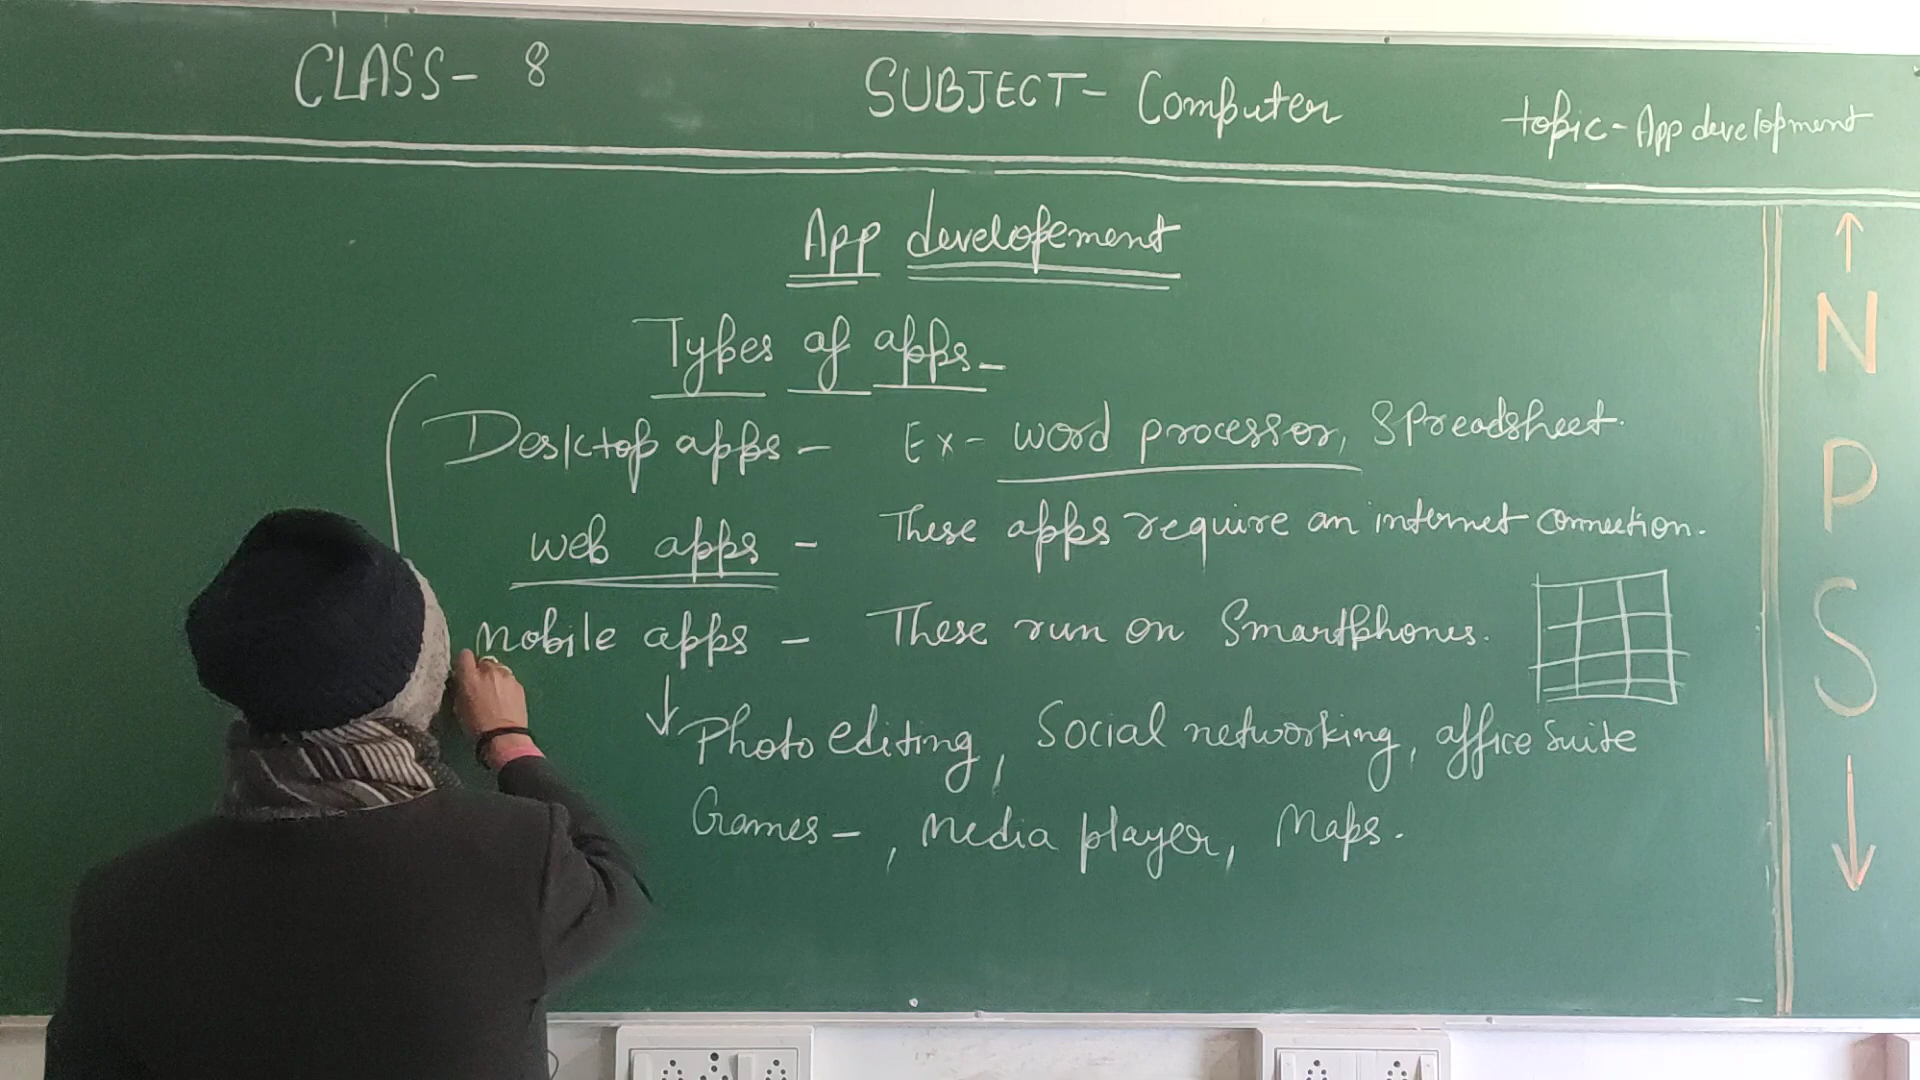 CLASS- 8 SUBJECT- Computer topic- App development
App developement
Types of apps-
Desktop apps - Ex- word processor, Spreadsheet.
web apps - These apps require an internet connection.
Mobile apps - These run on Smartphones.
Photo editing, Social networking, office suite
Games-, Media player, Maps.
N
P
S